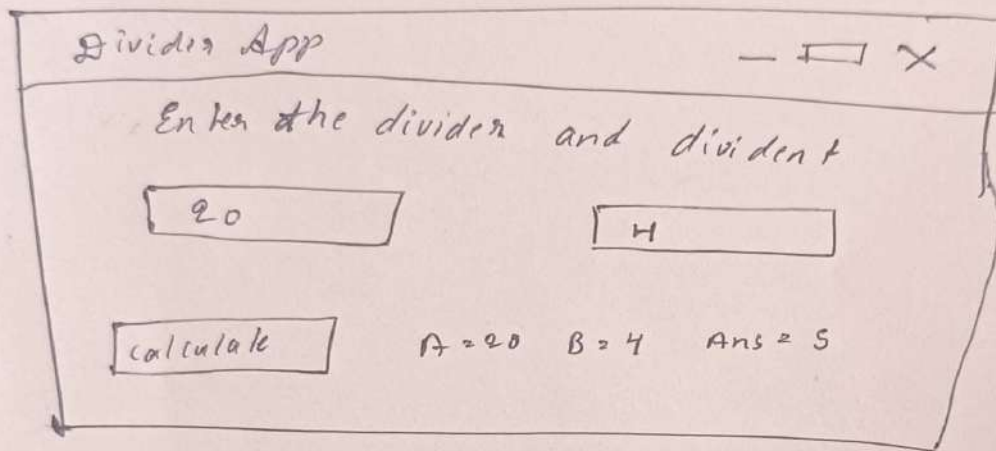 Divider App
Enter the divider and divident
20 4
calculate A = 20 B = 4 Ans = 5